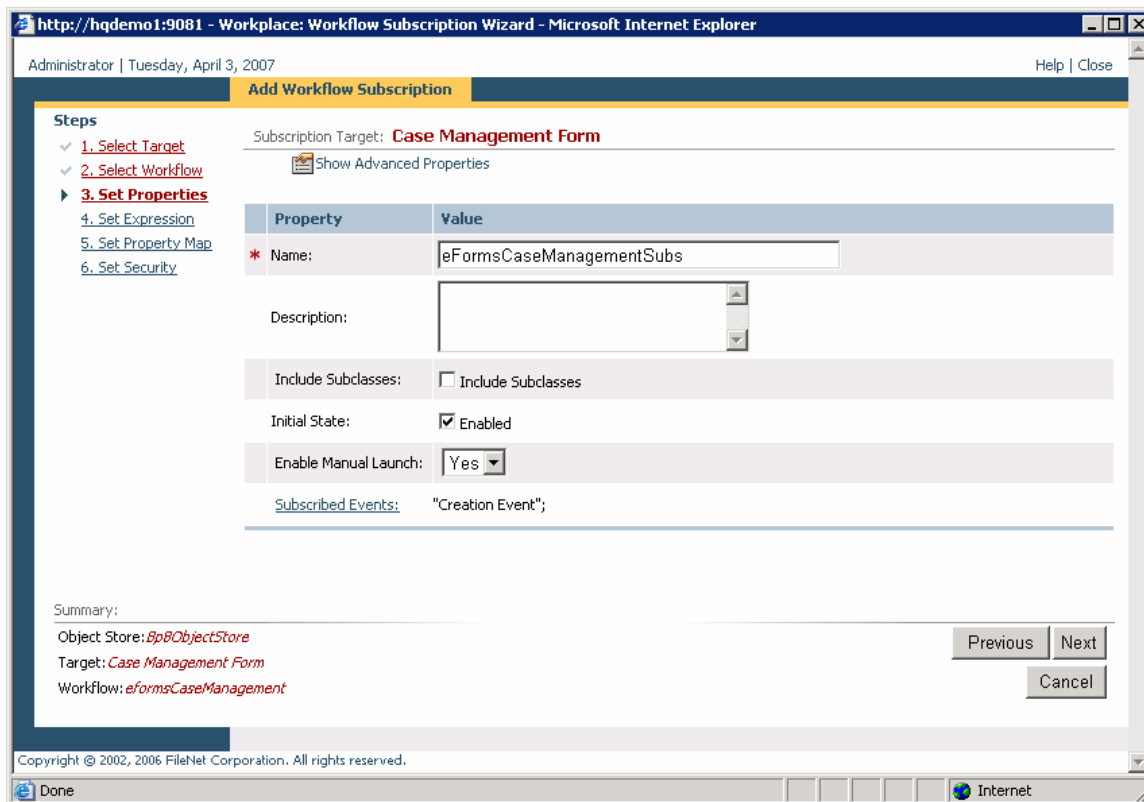 http://hqdemo1:9081 - Workplace: Workflow Subscription Wizard - Microsoft Internet Explorer
Administrator | Tuesday, April 3, 2007
Help | Close
Add Workflow Subscription
Steps
1. Select Target
2. Select Workflow
3. Set Properties
4. Set Expression
5. Set Property Map
6. Set Security
Subscription Target: Case Management Form
Show Advanced Properties
Property Value
* Name: eFormsCaseManagementSubs
Description:
Include Subclasses: Include Subclasses
Initial State: Enabled
Enable Manual Launch: Yes
Subscribed Events: "Creation Event";
Summary:
Object Store: Bp8ObjectStore
Target: Case Management Form
Workflow: eformsCaseManagement
Previous Next
Cancel
Copyright © 2002, 2006 FileNet Corporation. All rights reserved.
Done
Internet